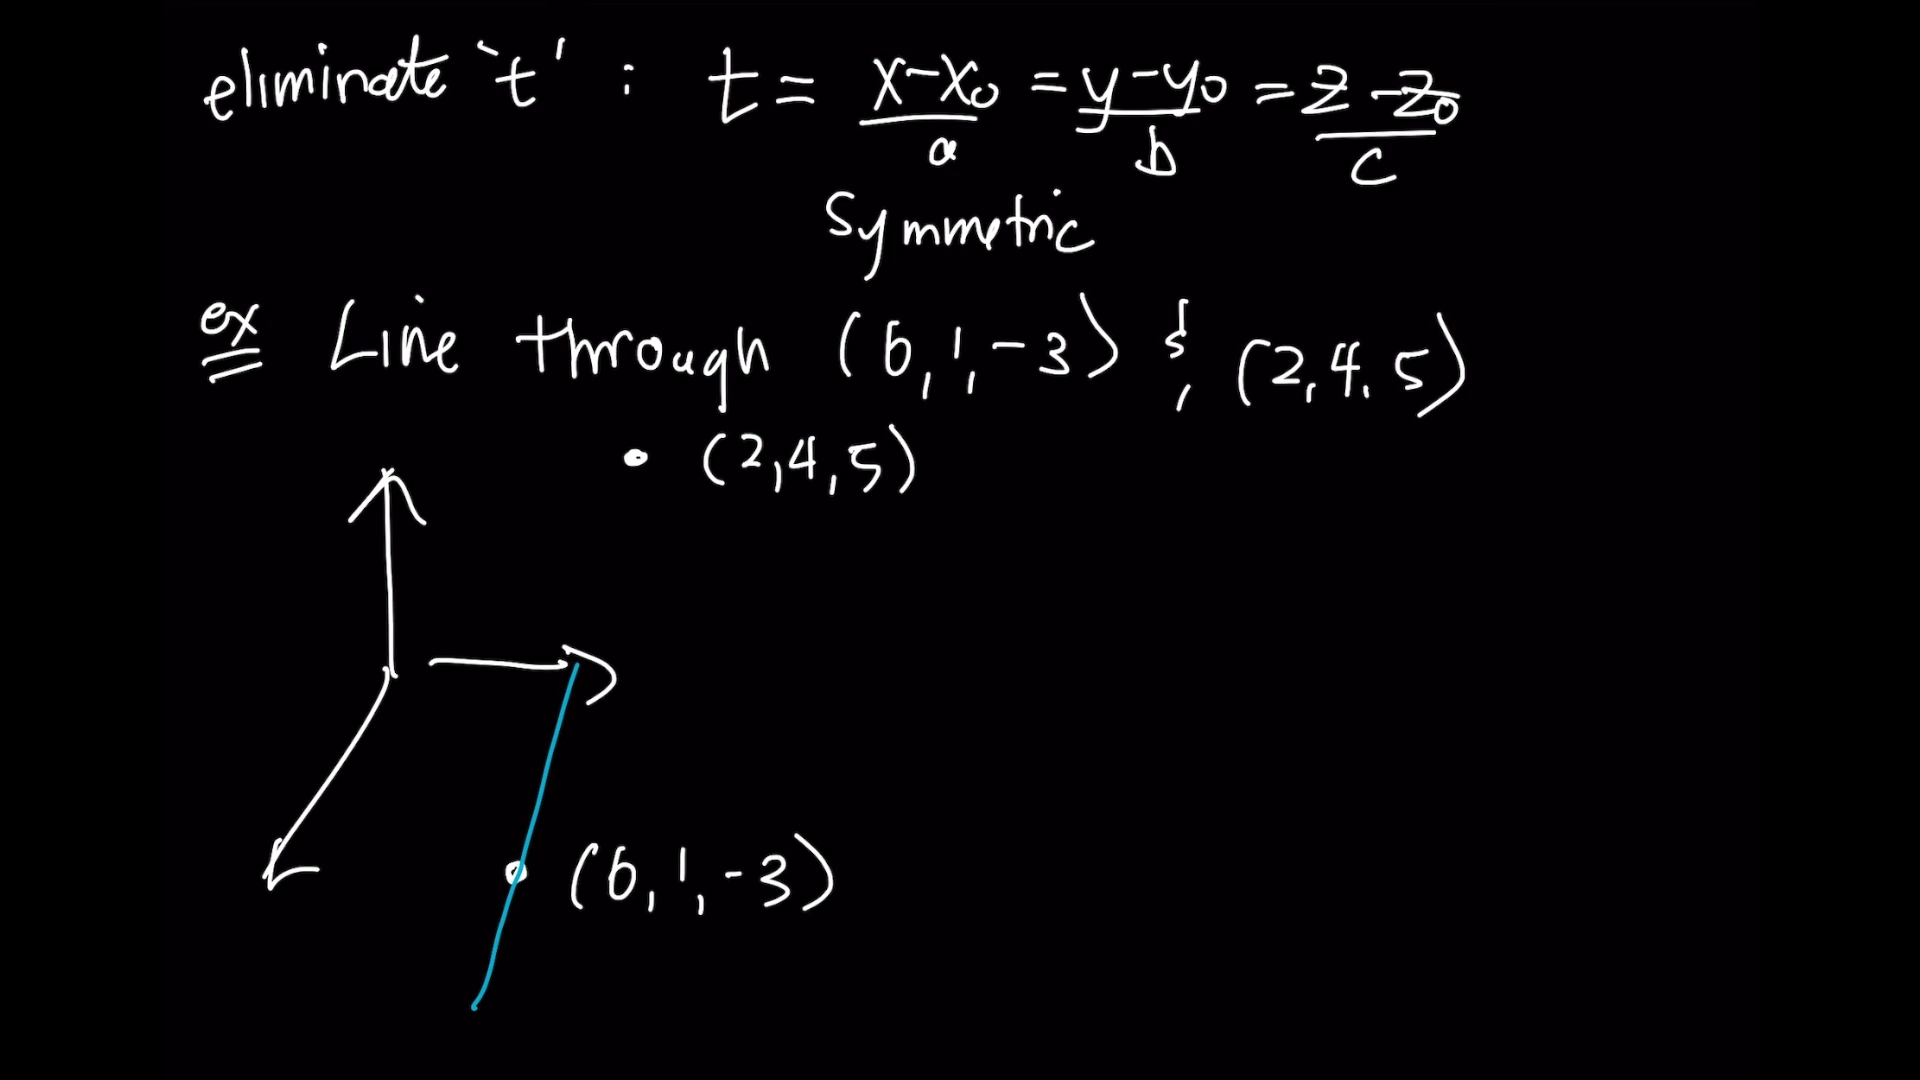 eliminate 't' : t = x-x₀/a = y-y₀/b = z-z₀/c
Symmetric
ex Line through (6,1,-3) & (2,4,5)
(2,4,5)
(6,1,-3)